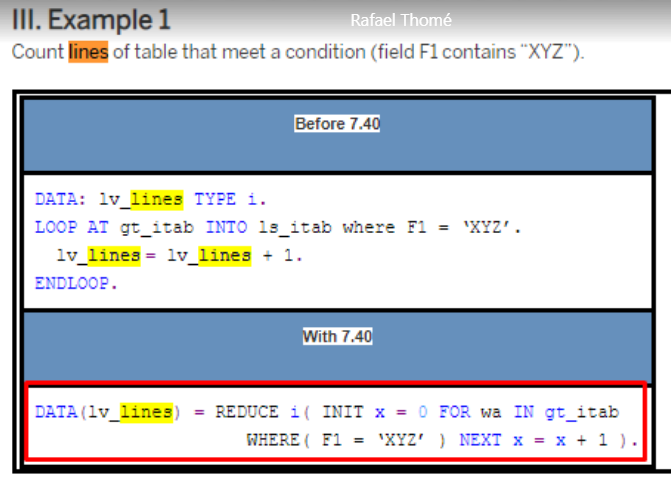 III. Example 1
Rafael Thomé
Count lines of table that meet a condition (field F1 contains “XYZ”).
Before 7.40
DATA: lv_lines TYPE i.
LOOP AT gt_itab INTO ls_itab where F1 = ‘XYZ’.
lv_lines = lv_lines + 1.
ENDLOOP.
With 7.40
DATA(lv_lines) = REDUCE i( INIT x = 0 FOR wa IN gt_itab
WHERE( F1 = ‘XYZ’ ) NEXT x = x + 1 ).